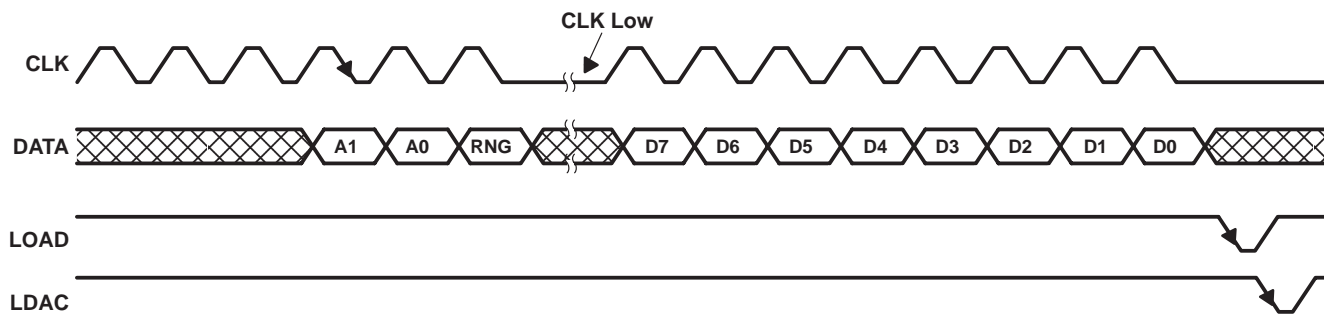 CLK Low
CLK
DATA
A1 A0 RNG D7 D6 D5 D4 D3 D2 D1 D0
LOAD
LDAC